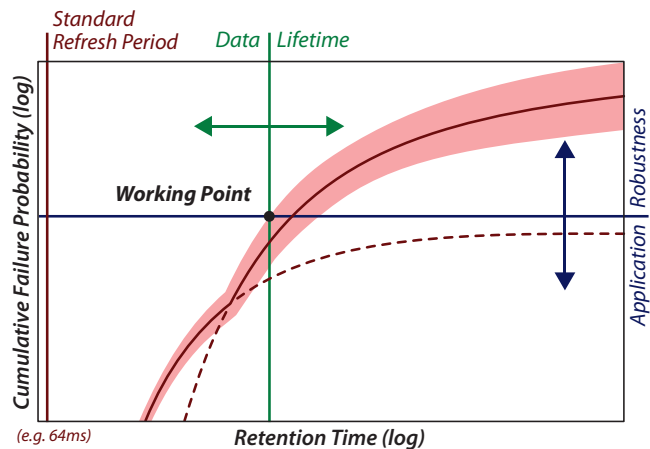 Standard
Refresh Period
Data Lifetime
Cumulative Failure Probability (log)
Working Point
Application Robustness
(e.g. 64ms)
Retention Time (log)